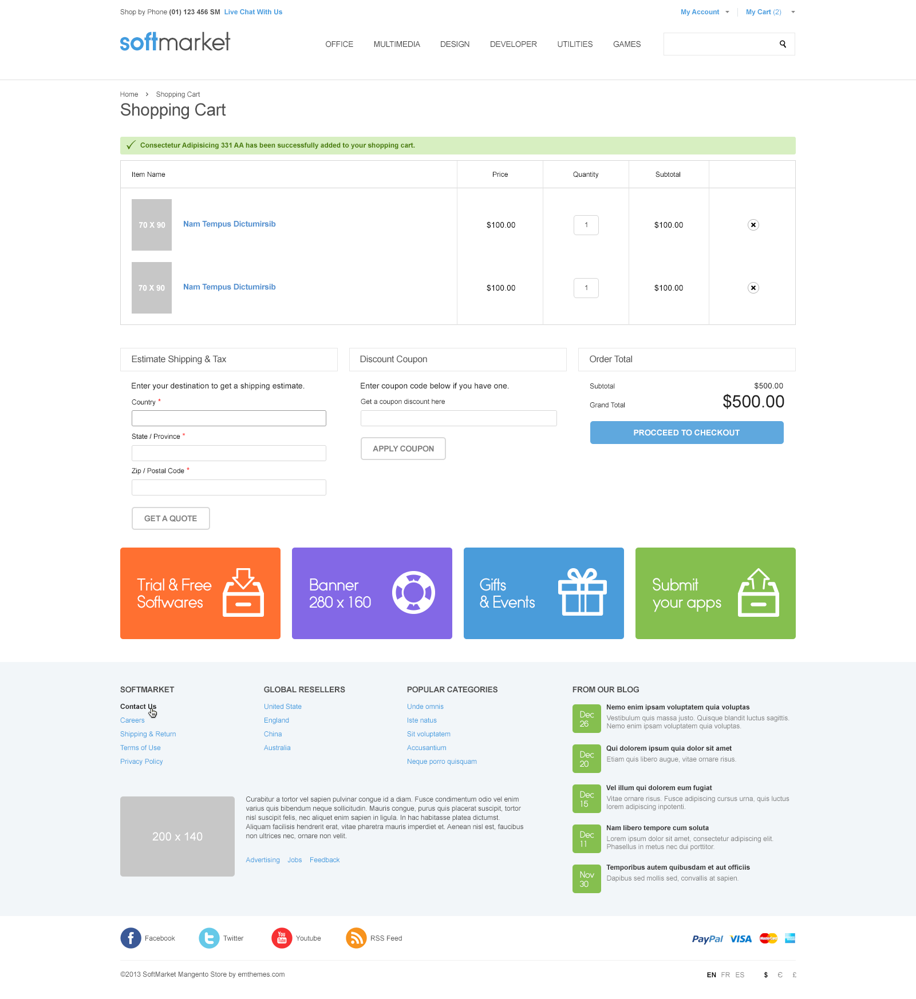 Shop by Phone (01) 123 456 SM Live Chat With Us
My Account My Cart (2)
softmarket
OFFICE MULTIMEDIA DESIGN DEVELOPER UTILITIES GAMES
Home > Shopping Cart
Shopping Cart
Consectetur Adipisicing 331 AA has been successfully added to your shopping cart.
Item Name Price Quantity Subtotal
70 X 90 Nam Tempus Dictumirsib $100.00 1 $100.00
70 X 90 Nam Tempus Dictumirsib $100.00 1 $100.00
Estimate Shipping & Tax
Enter your destination to get a shipping estimate.
Country *
State / Province *
Zip / Postal Code *
GET A QUOTE
Discount Coupon
Enter coupon code below if you have one.
Get a coupon discount here
APPLY COUPON
Order Total
Subtotal $500.00
Grand Total $500.00
PROCCEED TO CHECKOUT
Trial & Free
Softwares
Banner
280 x 160
Gifts
& Events
Submit
your apps
SOFTMARKET
Contact Us
Careers
Shipping & Return
Terms of Use
Privacy Policy
GLOBAL RESELLERS
United State
England
China
Australia
POPULAR CATEGORIES
Unde omnis
Iste natus
Sit voluptatem
Accusantium
Neque porro quisquam
FROM OUR BLOG
Dec
26
Nemo enim ipsam voluptatem quia voluptas
Vestibulum quis massa justo. Quisque blandit luctus sagittis.
Nemo enim ipsam voluptatem quia voluptas.
Dec
20
Qui dolorem ipsum quia dolor sit amet
Etiam quis libero augue, vitae ornare risus.
Dec
15
Vel illum qui dolorem eum fugiat
Vitae ornare risus. Fusce adipiscing cursus urna, quis luctus
lorem adipiscing inpotenti.
Dec
11
Nam libero tempore cum soluta
Lorem ipsum dolor sit amet, consectetur adipiscing elit.
Phasellus in metus nec dui porttitor.
Nov
30
Temporibus autem quibusdam et aut officiis
Dapibus sed mollis sed, convallis at sapien.
200 x 140
Curabitur a tortor vel sapien pulvinar congue id a diam. Fusce condimentum odio vel enim
varius quis bibendum neque sollicitudin. Mauris congue, purus quis placerat suscipit, tortor
nisl suscipit felis, nec aliquet enim sapien in ligula. In hac habitasse platea dictumst.
Aliquam facilisis hendrerit erat, vitae pharetra mauris imperdiet et. Aenean nisl est, faucibus
non ultrices nec, ornare non velit.
Advertising Jobs Feedback
f Facebook Twitter You Tube Youtube RSS Feed
PayPal VISA MasterCard
©2013 SoftMarket Mangento Store by emthemes.com
EN FR ES $ € £